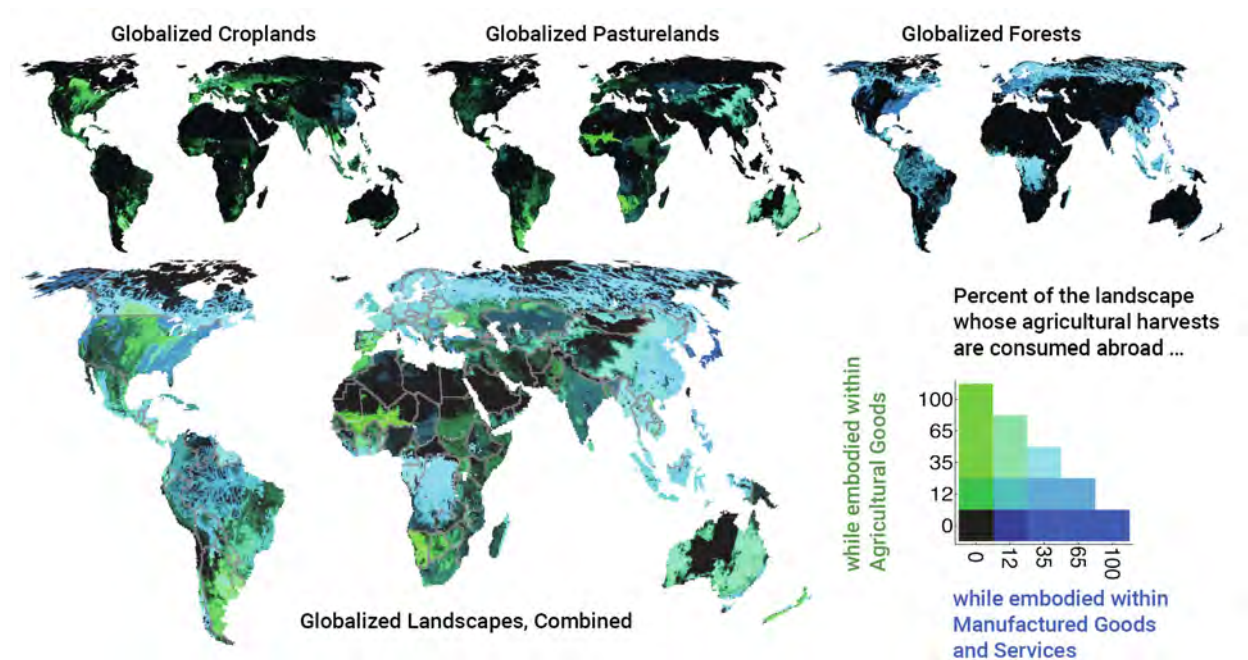 Globalized Croplands
Globalized Pasturelands
Globalized Forests
Globalized Landscapes, Combined
Percent of the landscape
whose agricultural harvests
are consumed abroad ...
while embodied within
Agricultural Goods
100
65
35
12
0
0
12
35
65
100
while embodied within
Manufactured Goods
and Services